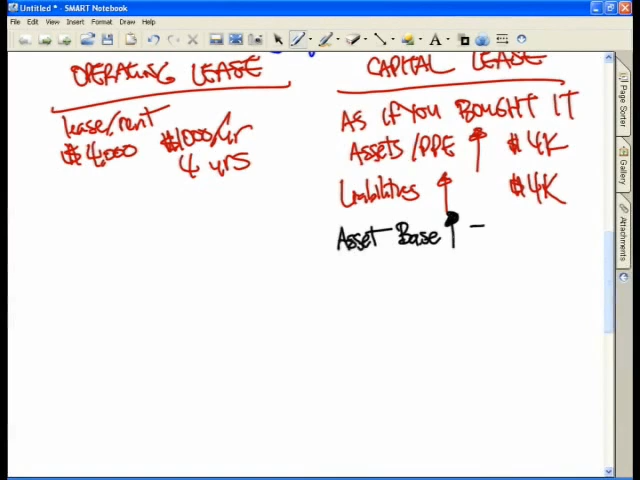 Untitled * - SMART Notebook
File Edit View Insert Format Draw Help
OPERATING LEASE
CAPITAL LEASE
lease/rent
$4,000
$1000/yr
4 yrs
AS IF YOU BOUGHT IT
Assets/PPE ↑ $4K
Liabilities ↑ $4K
Asset Base ↑ –
Page Sorter
Gallery
Attachments